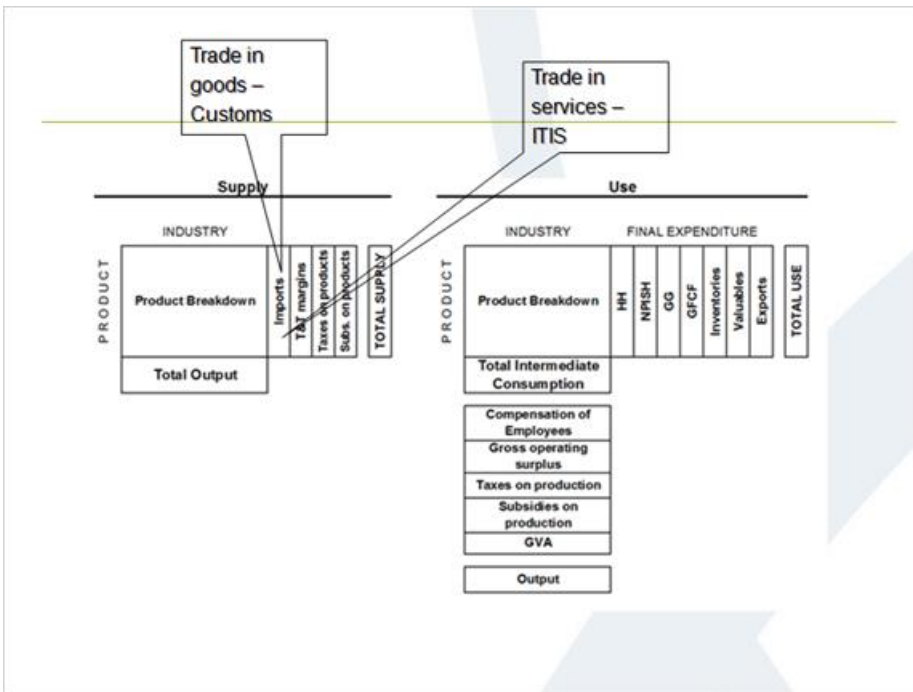 Trade in
goods –
Customs
Trade in
services –
ITIS
Supply
Use
INDUSTRY
INDUSTRY
FINAL EXPENDITURE
PRODUCT
Product Breakdown
Imports
T&T margins
Taxes on products
Subs. on products
TOTAL SUPPLY
PRODUCT
Product Breakdown
HH
NPISH
GG
GFCF
Inventories
Valuables
Exports
TOTAL USE
Total Output
Total Intermediate
Consumption
Compensation of
Employees
Gross operating
surplus
Taxes on production
Subsidies on
production
GVA
Output